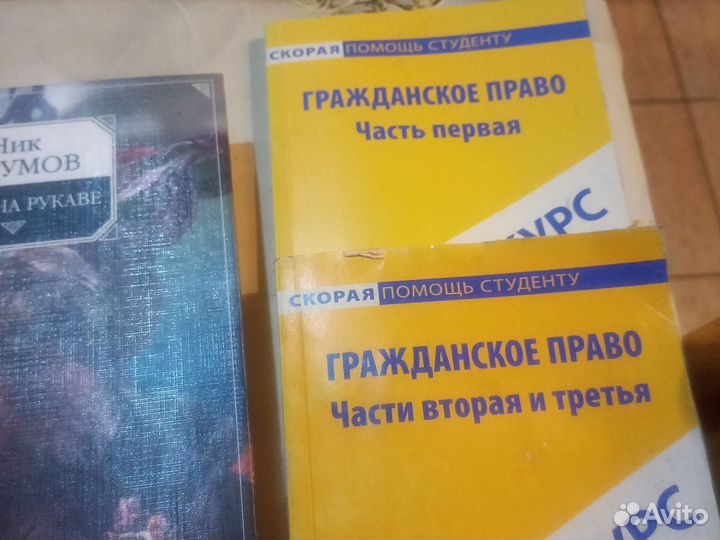 Ник
УМОВ
НА РУКАВЕ
СКОРАЯ ПОМОЩЬ СТУДЕНТУ
ГРАЖДАНСКОЕ ПРАВО
Часть первая
КУРС
СКОРАЯ ПОМОЩЬ СТУДЕНТУ
ГРАЖДАНСКОЕ ПРАВО
Части вторая и третья
УРС
Avito